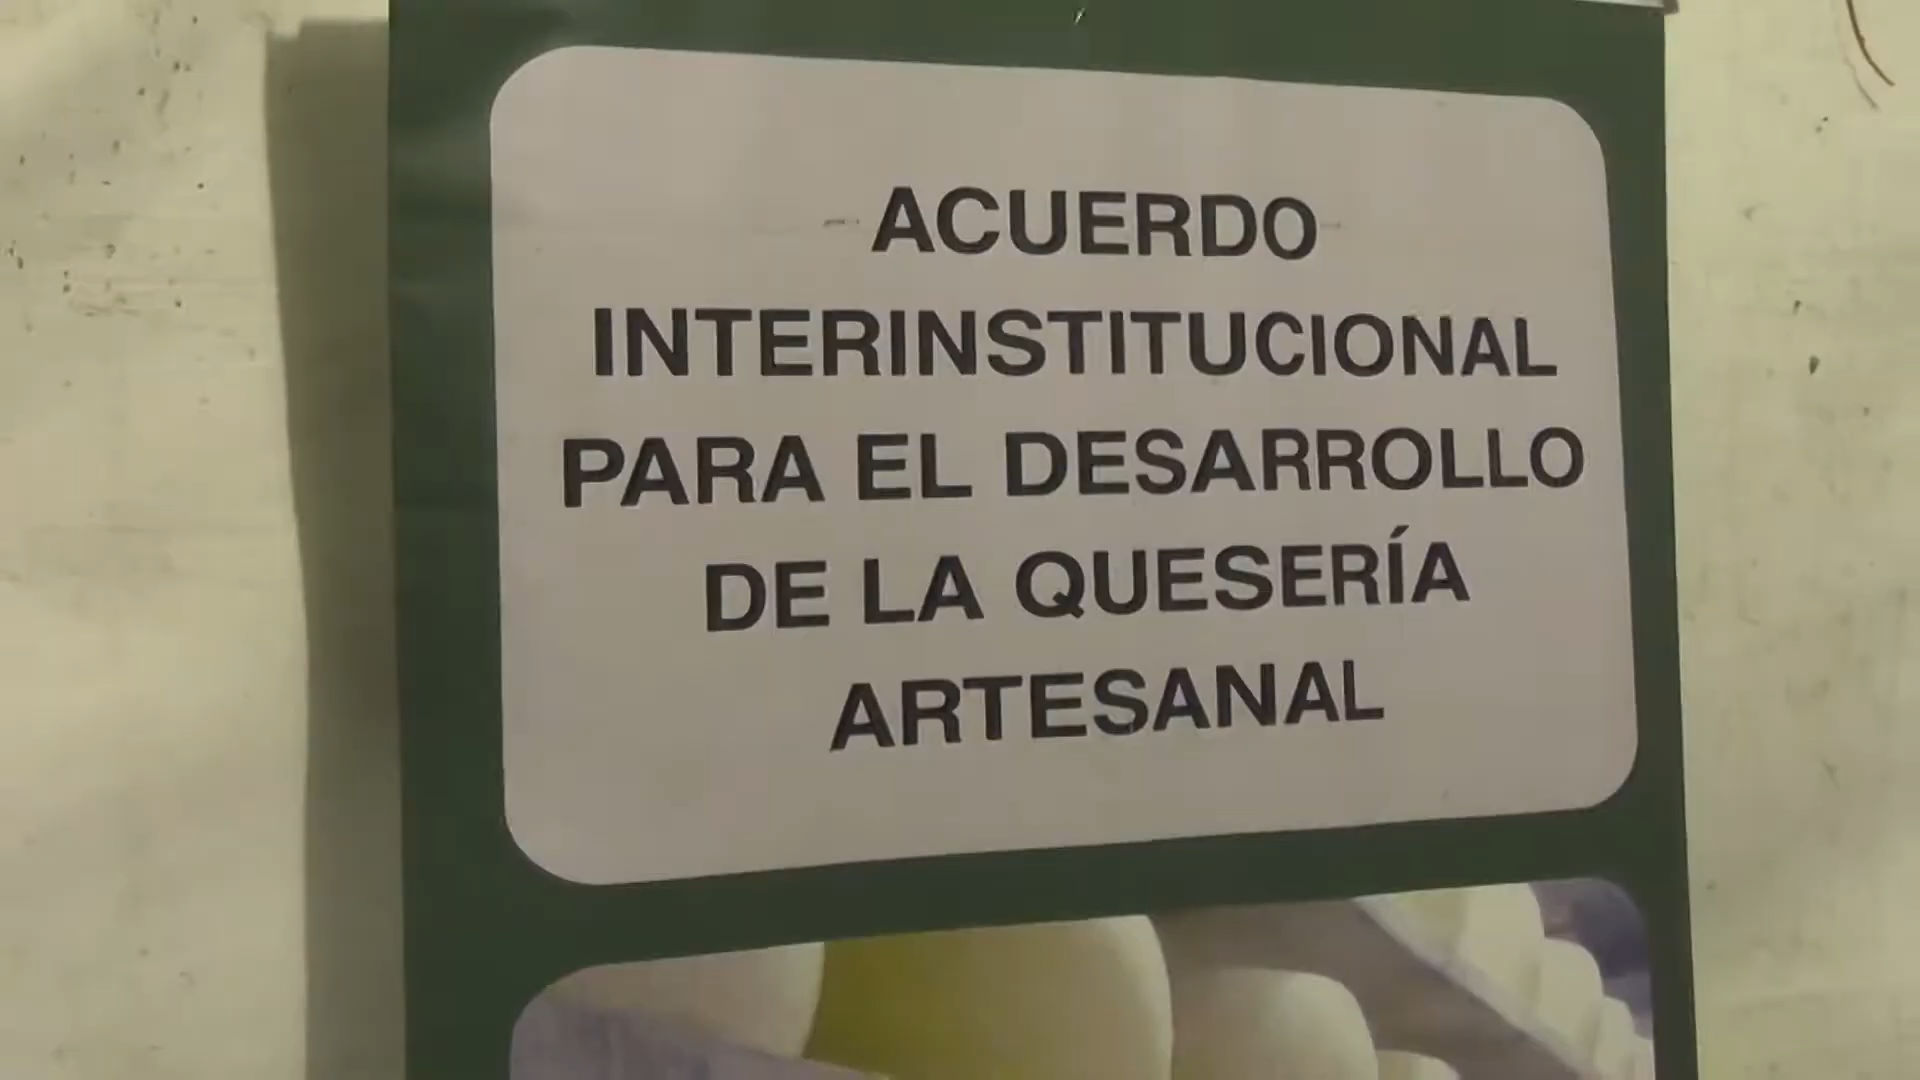 ACUERDO
INTERINSTITUCIONAL
PARA EL DESARROLLO
DE LA QUESERÍA
ARTESANAL